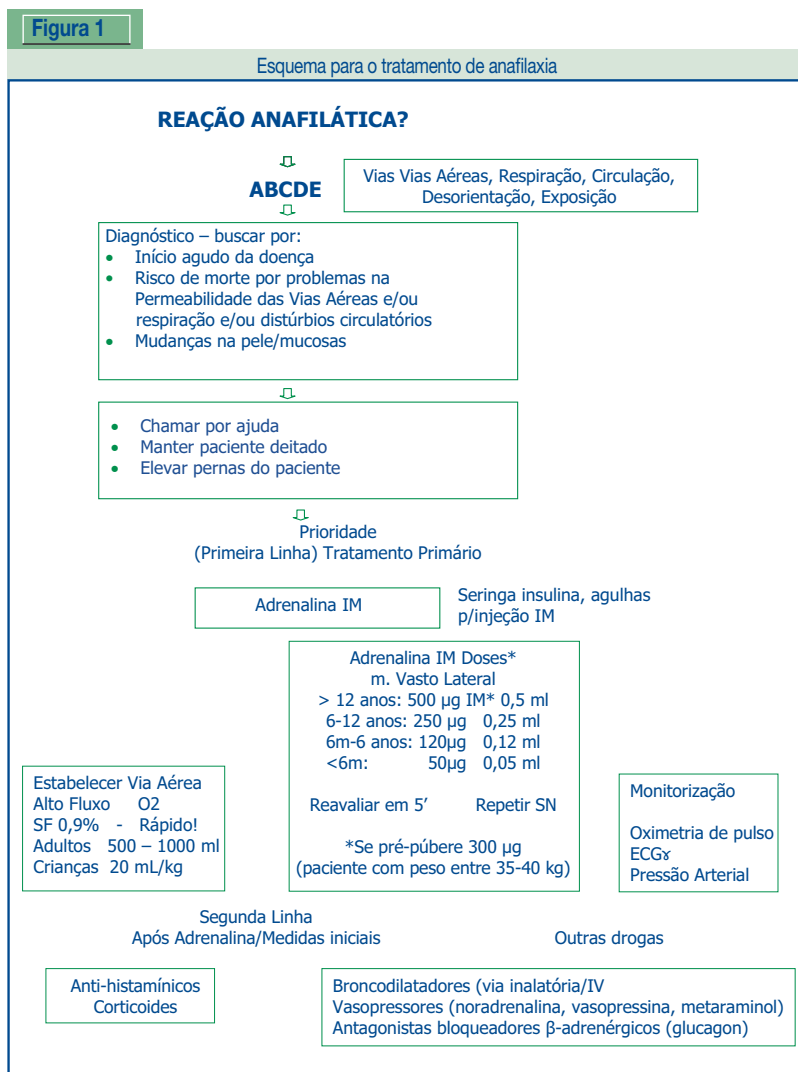 Figura 1
Esquema para o tratamento de anafilaxia
REAÇÃO ANAFILÁTICA?
ABCDE
Vias Vias Aéreas, Respiração, Circulação,
Desorientação, Exposição
Diagnóstico – buscar por:
• Início agudo da doença
• Risco de morte por problemas na
Permeabilidade das Vias Aéreas e/ou
respiração e/ou distúrbios circulatórios
• Mudanças na pele/mucosas
• Chamar por ajuda
• Manter paciente deitado
• Elevar pernas do paciente
Prioridade
(Primeira Linha) Tratamento Primário
Adrenalina IM
Seringa insulina, agulhas
p/injeção IM
Adrenalina IM Doses*
m. Vasto Lateral
> 12 anos: 500 µg IM* 0,5 ml
6-12 anos: 250 µg 0,25 ml
6m-6 anos: 120µg 0,12 ml
<6m: 50µg 0,05 ml
Reavaliar em 5’ Repetir SN
*Se pré-púbere 300 µg
(paciente com peso entre 35-40 kg)
Estabelecer Via Aérea
Alto Fluxo O2
SF 0,9% - Rápido!
Adultos 500 – 1000 ml
Crianças 20 mL/kg
Monitorização
Oximetria de pulso
ECGɤ
Pressão Arterial
Segunda Linha
Após Adrenalina/Medidas iniciais
Outras drogas
Anti-histamínicos
Corticoides
Broncodilatadores (via inalatória/IV
Vasopressores (noradrenalina, vasopressina, metaraminol)
Antagonistas bloqueadores β-adrenérgicos (glucagon)